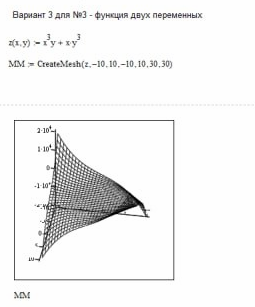 Вариант 3 для №3 - функция двух переменных
z(x,y) := x³y + x·y³
MM := CreateMesh(z,−10,10,−10,10,30,30)
2·10⁴
1·10⁴
0
-1·10⁴
0
MM